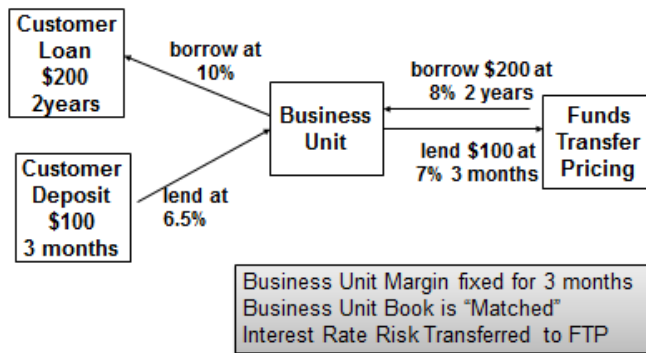 Customer
Loan
$200
2years
borrow at
10%
Business
Unit
borrow $200 at
8% 2 years
lend $100 at
7% 3 months
Funds
Transfer
Pricing
Customer
Deposit
$100
3 months
lend at
6.5%
Business Unit Margin fixed for 3 months
Business Unit Book is “Matched”
Interest Rate Risk Transferred to FTP